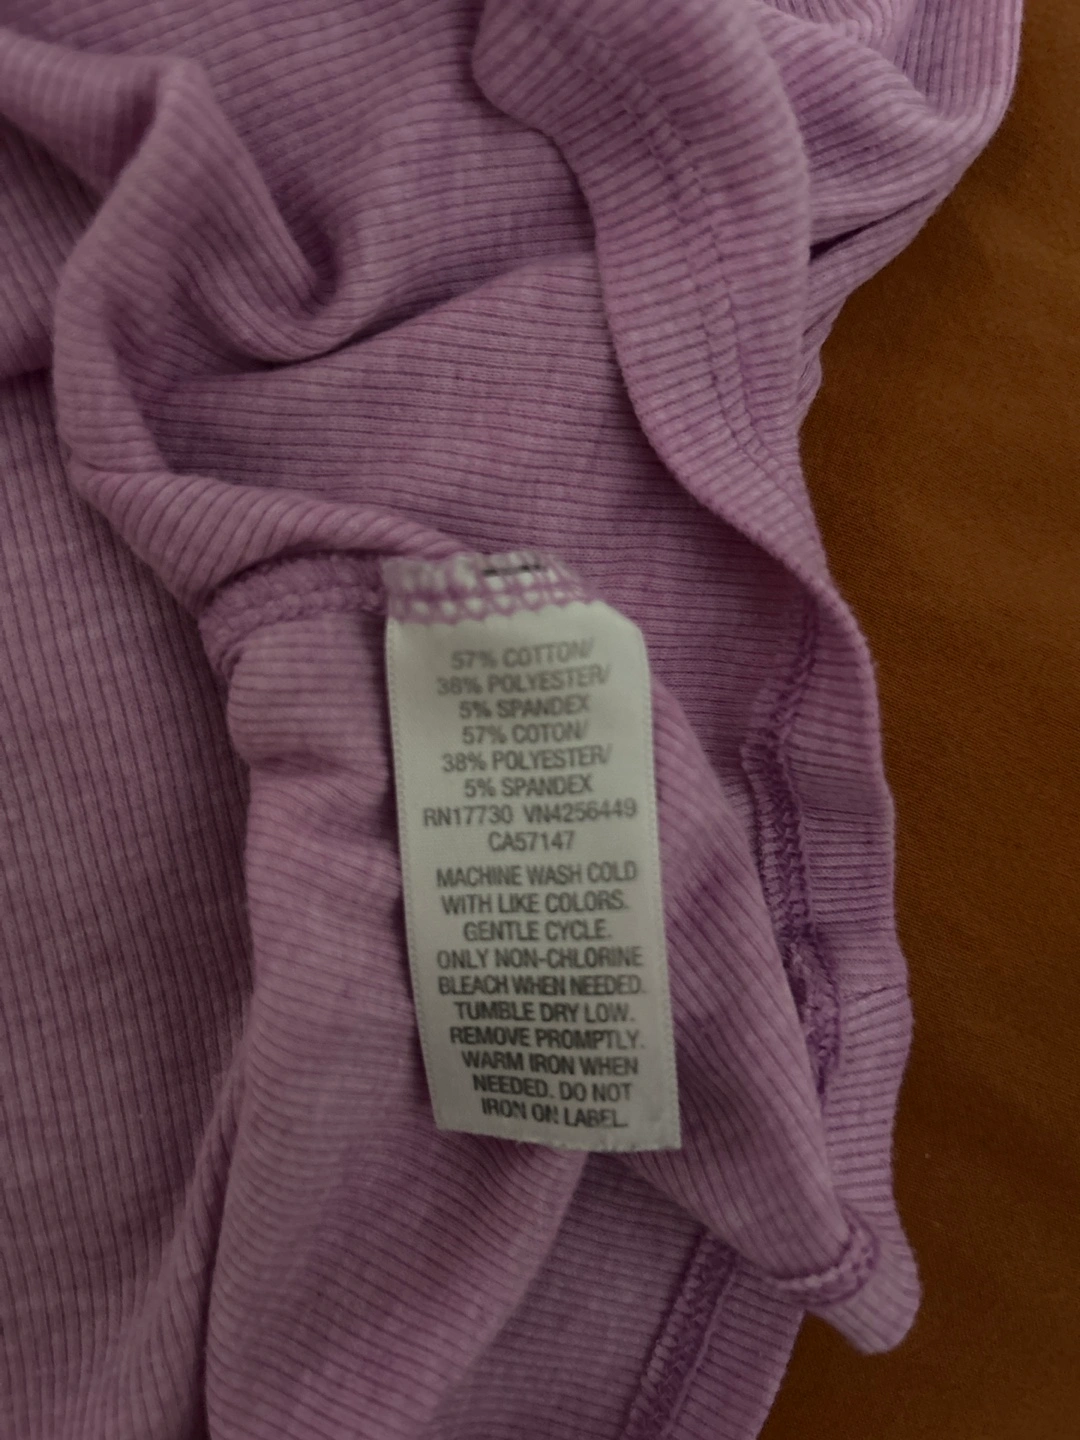 57% COTTON/
38% POLYESTER/
5% SPANDEX
57% COTON/
38% POLYESTER/
5% SPANDEX
RN17730 VN4256449
CA57147
MACHINE WASH COLD
WITH LIKE COLORS.
GENTLE CYCLE.
ONLY NON-CHLORINE
BLEACH WHEN NEEDED.
TUMBLE DRY LOW.
REMOVE PROMPTLY.
WARM IRON WHEN
NEEDED. DO NOT
IRON ON LABEL.